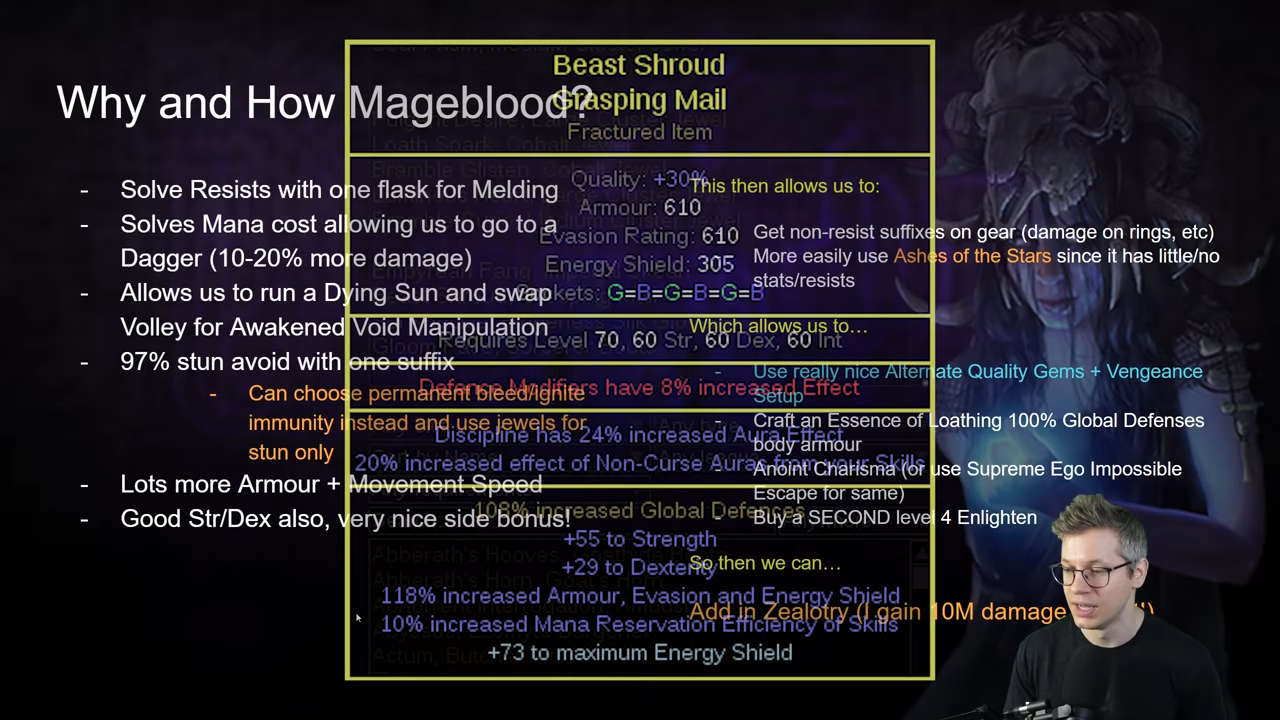 Why and How Mageblood?
- Solve Resists with one flask for Melding
- Solves Mana cost allowing us to go to a
Dagger (10-20% more damage)
- Allows us to run a Dying Sun and swap
Volley for Awakened Void Manipulation
- 97% stun avoid with one suffix
- Can choose permanent bleed/ignite
immunity instead and use jewels for
stun only
- Lots more Armour + Movement Speed
- Good Str/Dex also, very nice side bonus!
Beast Shroud
Grasping Mail
Fractured Item
Quality: +30%
Armour: 610
Evasion Rating: 610
Energy Shield: 305
Sockets: G=B=G=B=G=B
Requires Level 70, 60 Str, 60 Dex, 60 Int
Defence Modifiers have 8% increased Effect
Discipline has 24% increased Aura Effect
20% increased effect of Non-Curse Auras from your Skills
108% increased Global Defences
+55 to Strength
+29 to Dexterity
118% increased Armour, Evasion and Energy Shield
10% increased Mana Reservation Efficiency of Skills
+73 to maximum Energy Shield
This then allows us to:
Get non-resist suffixes on gear (damage on rings, etc)
More easily use Ashes of the Stars since it has little/no
stats/resists
Which allows us to…
- Use really nice Alternate Quality Gems + Vengeance
Setup
- Craft an Essence of Loathing 100% Global Defenses
body armour
- Anoint Charisma (or use Supreme Ego Impossible
Escape for same)
- Buy a SECOND level 4 Enlighten
So then we can…
Add in Zealotry (I gain 10M damage